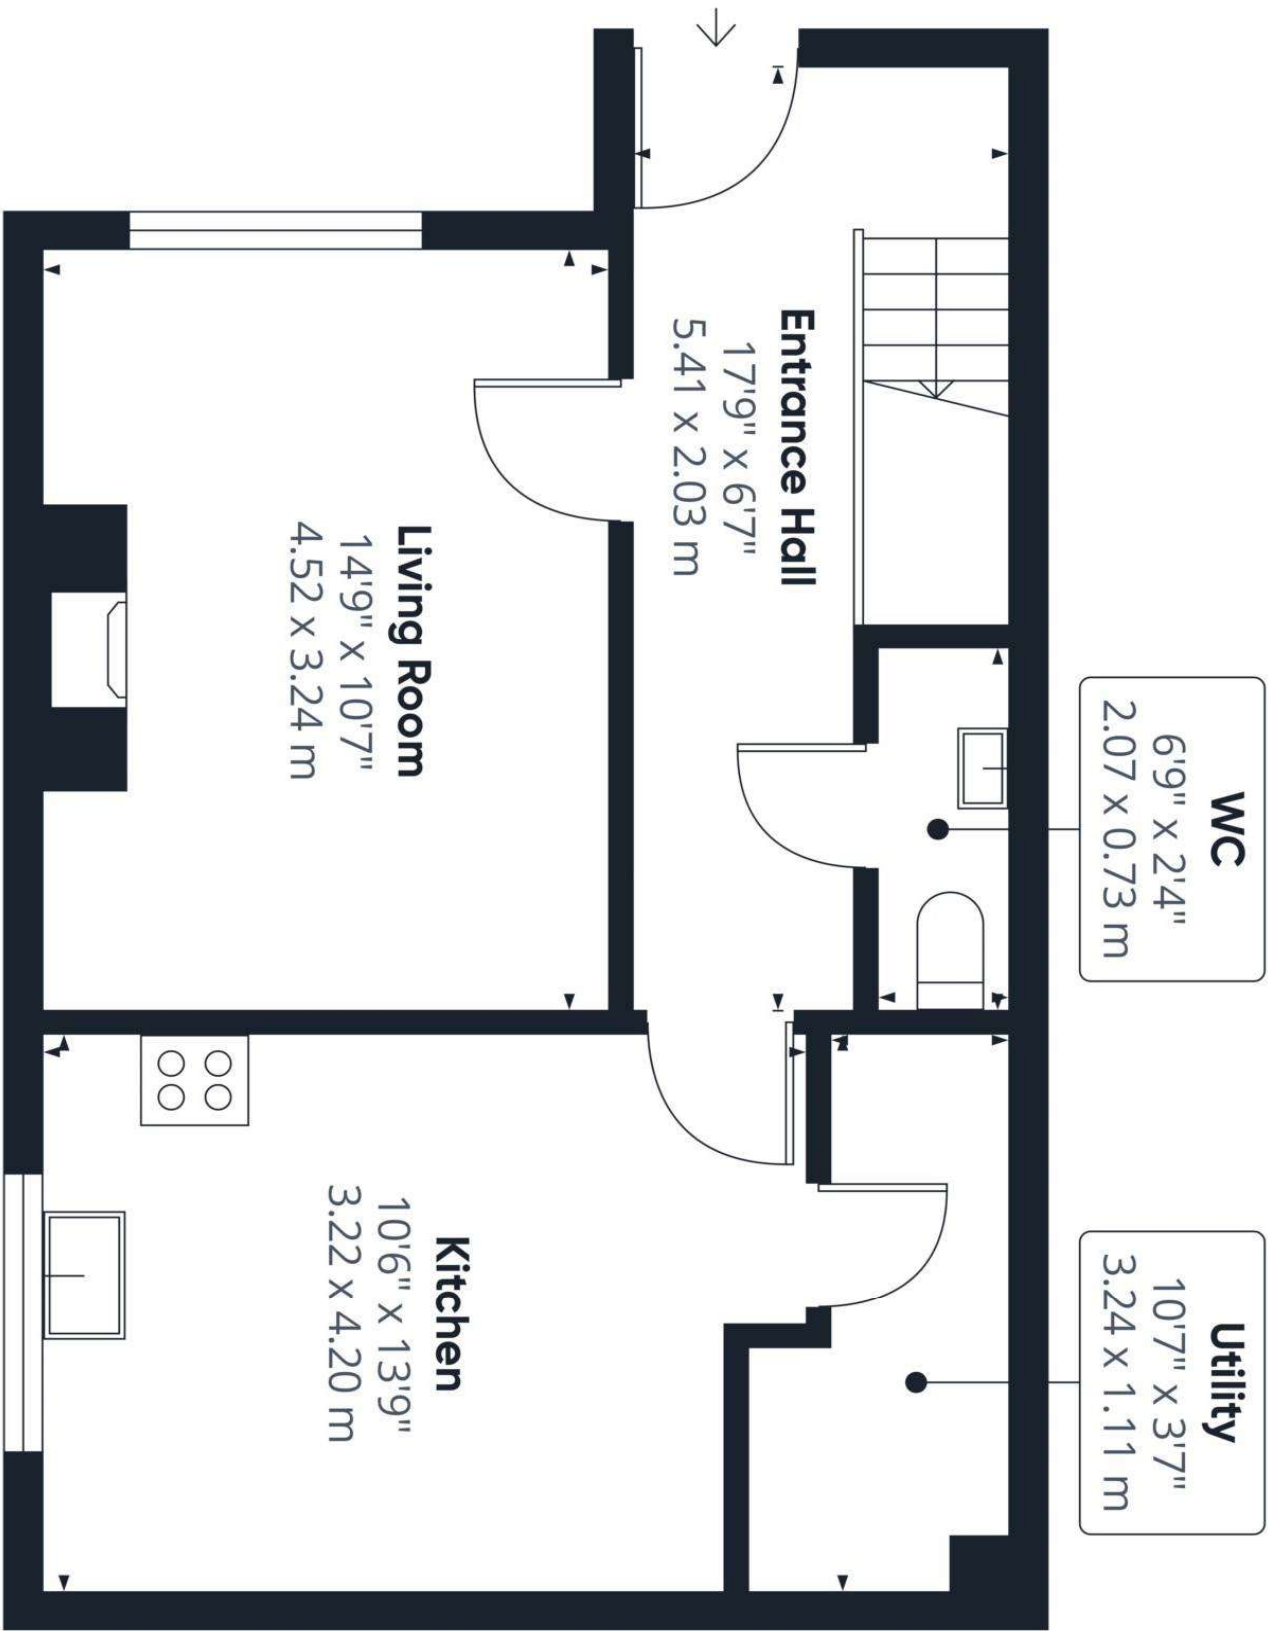 WC
6'9" x 2'4"
2.07 x 0.73 m
Utility
10'7" x 3'7"
3.24 x 1.11 m
Entrance Hall
17'9" x 6'7"
5.41 x 2.03 m
Living Room
14'9" x 10'7"
4.52 x 3.24 m
Kitchen
10'6" x 13'9"
3.22 x 4.20 m